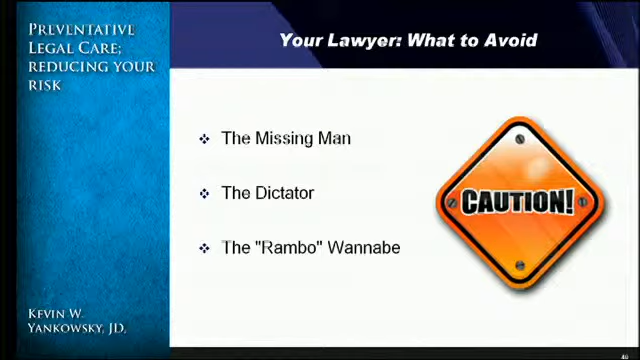 Preventative
Legal Care;
reducing your
risk
Your Lawyer: What to Avoid
The Missing Man
The Dictator
The "Rambo" Wannabe
CAUTION!
Kevin W.
Yankowsky, JD.
40